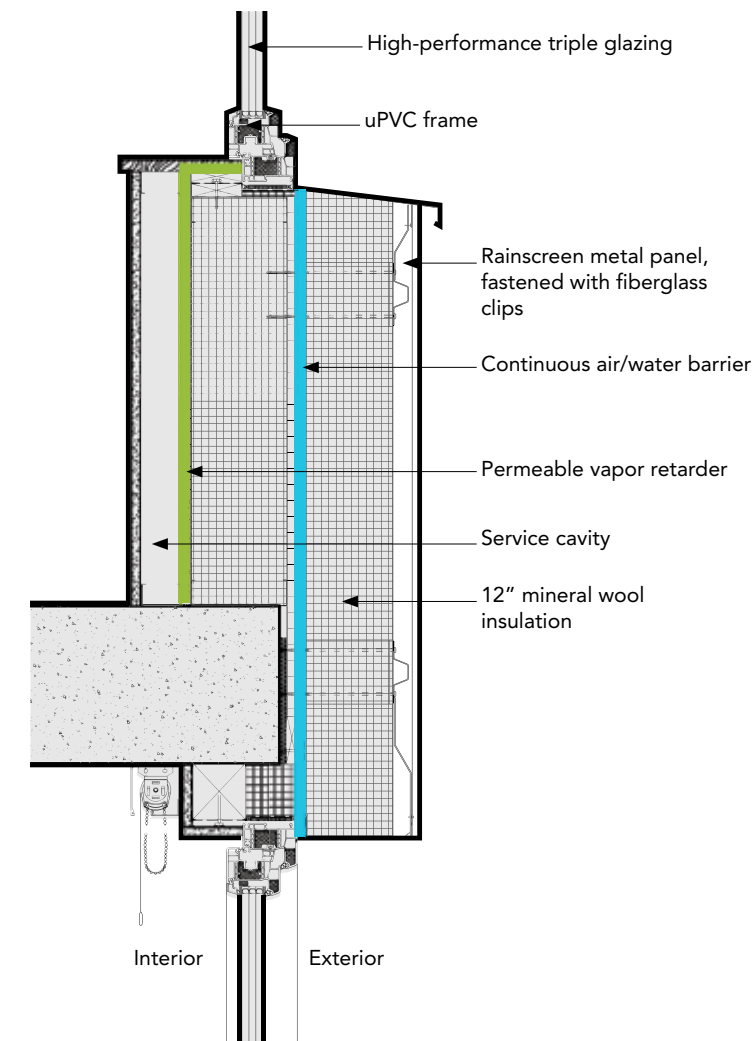 High-performance triple glazing
uPVC frame
Rainscreen metal panel,
fastened with fiberglass
clips
Continuous air/water barrier
Permeable vapor retarder
Service cavity
12” mineral wool
insulation
Interior
Exterior